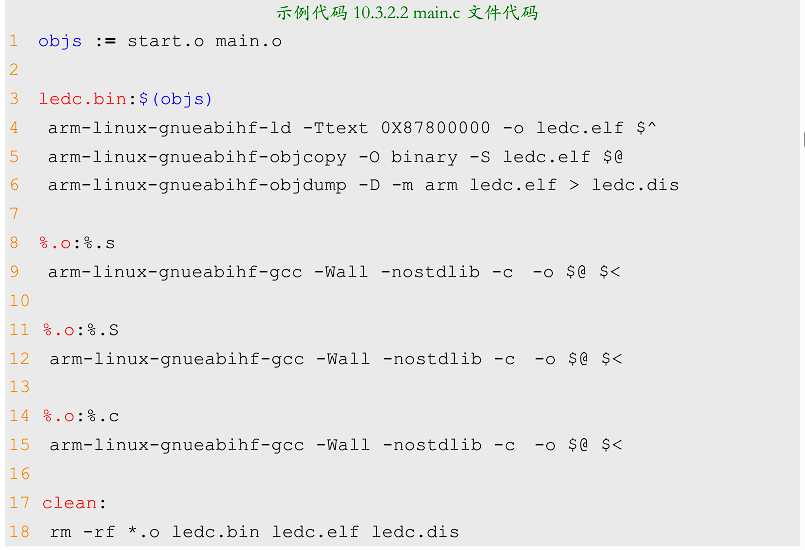 示例代码 10.3.2.2 main.c 文件代码
1 objs := start.o main.o
2
3 ledc.bin:$(objs)
4 arm-linux-gnueabihf-ld -Ttext 0X87800000 -o ledc.elf $^
5 arm-linux-gnueabihf-objcopy -O binary -S ledc.elf $@
6 arm-linux-gnueabihf-objdump -D -m arm ledc.elf > ledc.dis
7
8 %.o:%.s
9 arm-linux-gnueabihf-gcc -Wall -nostdlib -c  -o $@ $<
10
11 %.o:%.S
12 arm-linux-gnueabihf-gcc -Wall -nostdlib -c  -o $@ $<
13
14 %.o:%.c
15 arm-linux-gnueabihf-gcc -Wall -nostdlib -c  -o $@ $<
16
17 clean:
18 rm -rf *.o ledc.bin ledc.elf ledc.dis